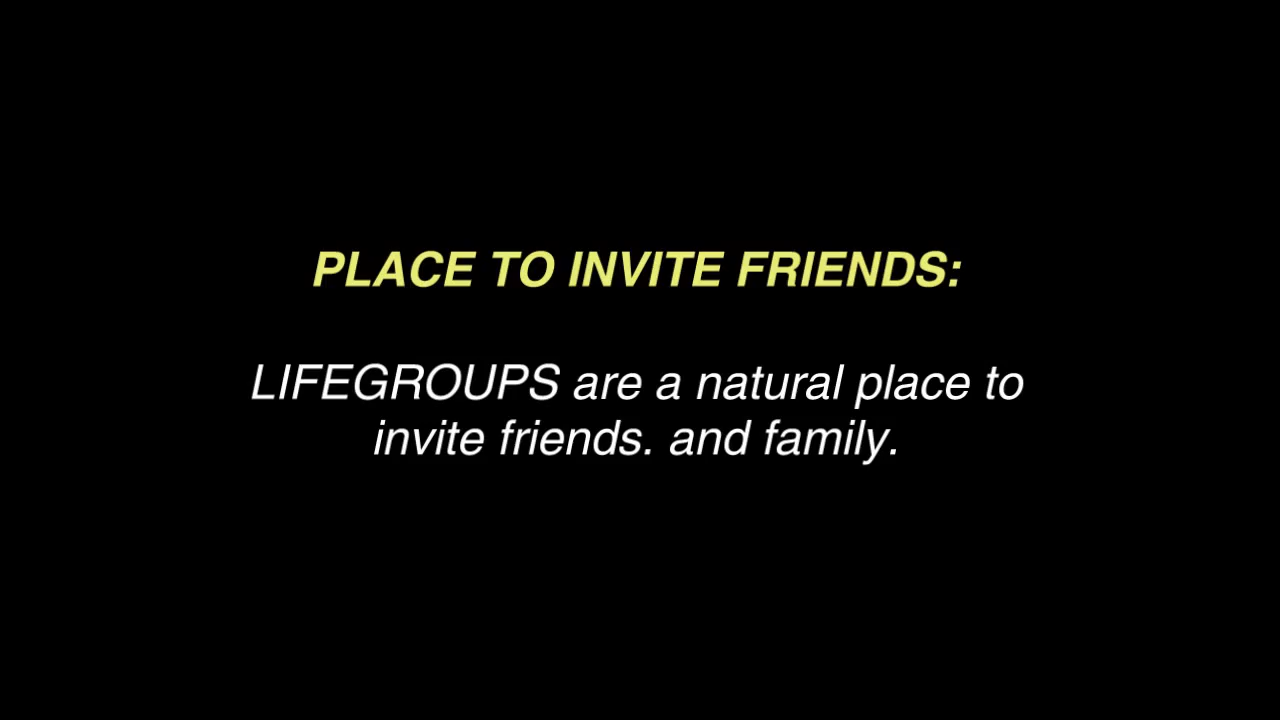 PLACE TO INVITE FRIENDS:
LIFEGROUPS are a natural place to
invite friends. and family.